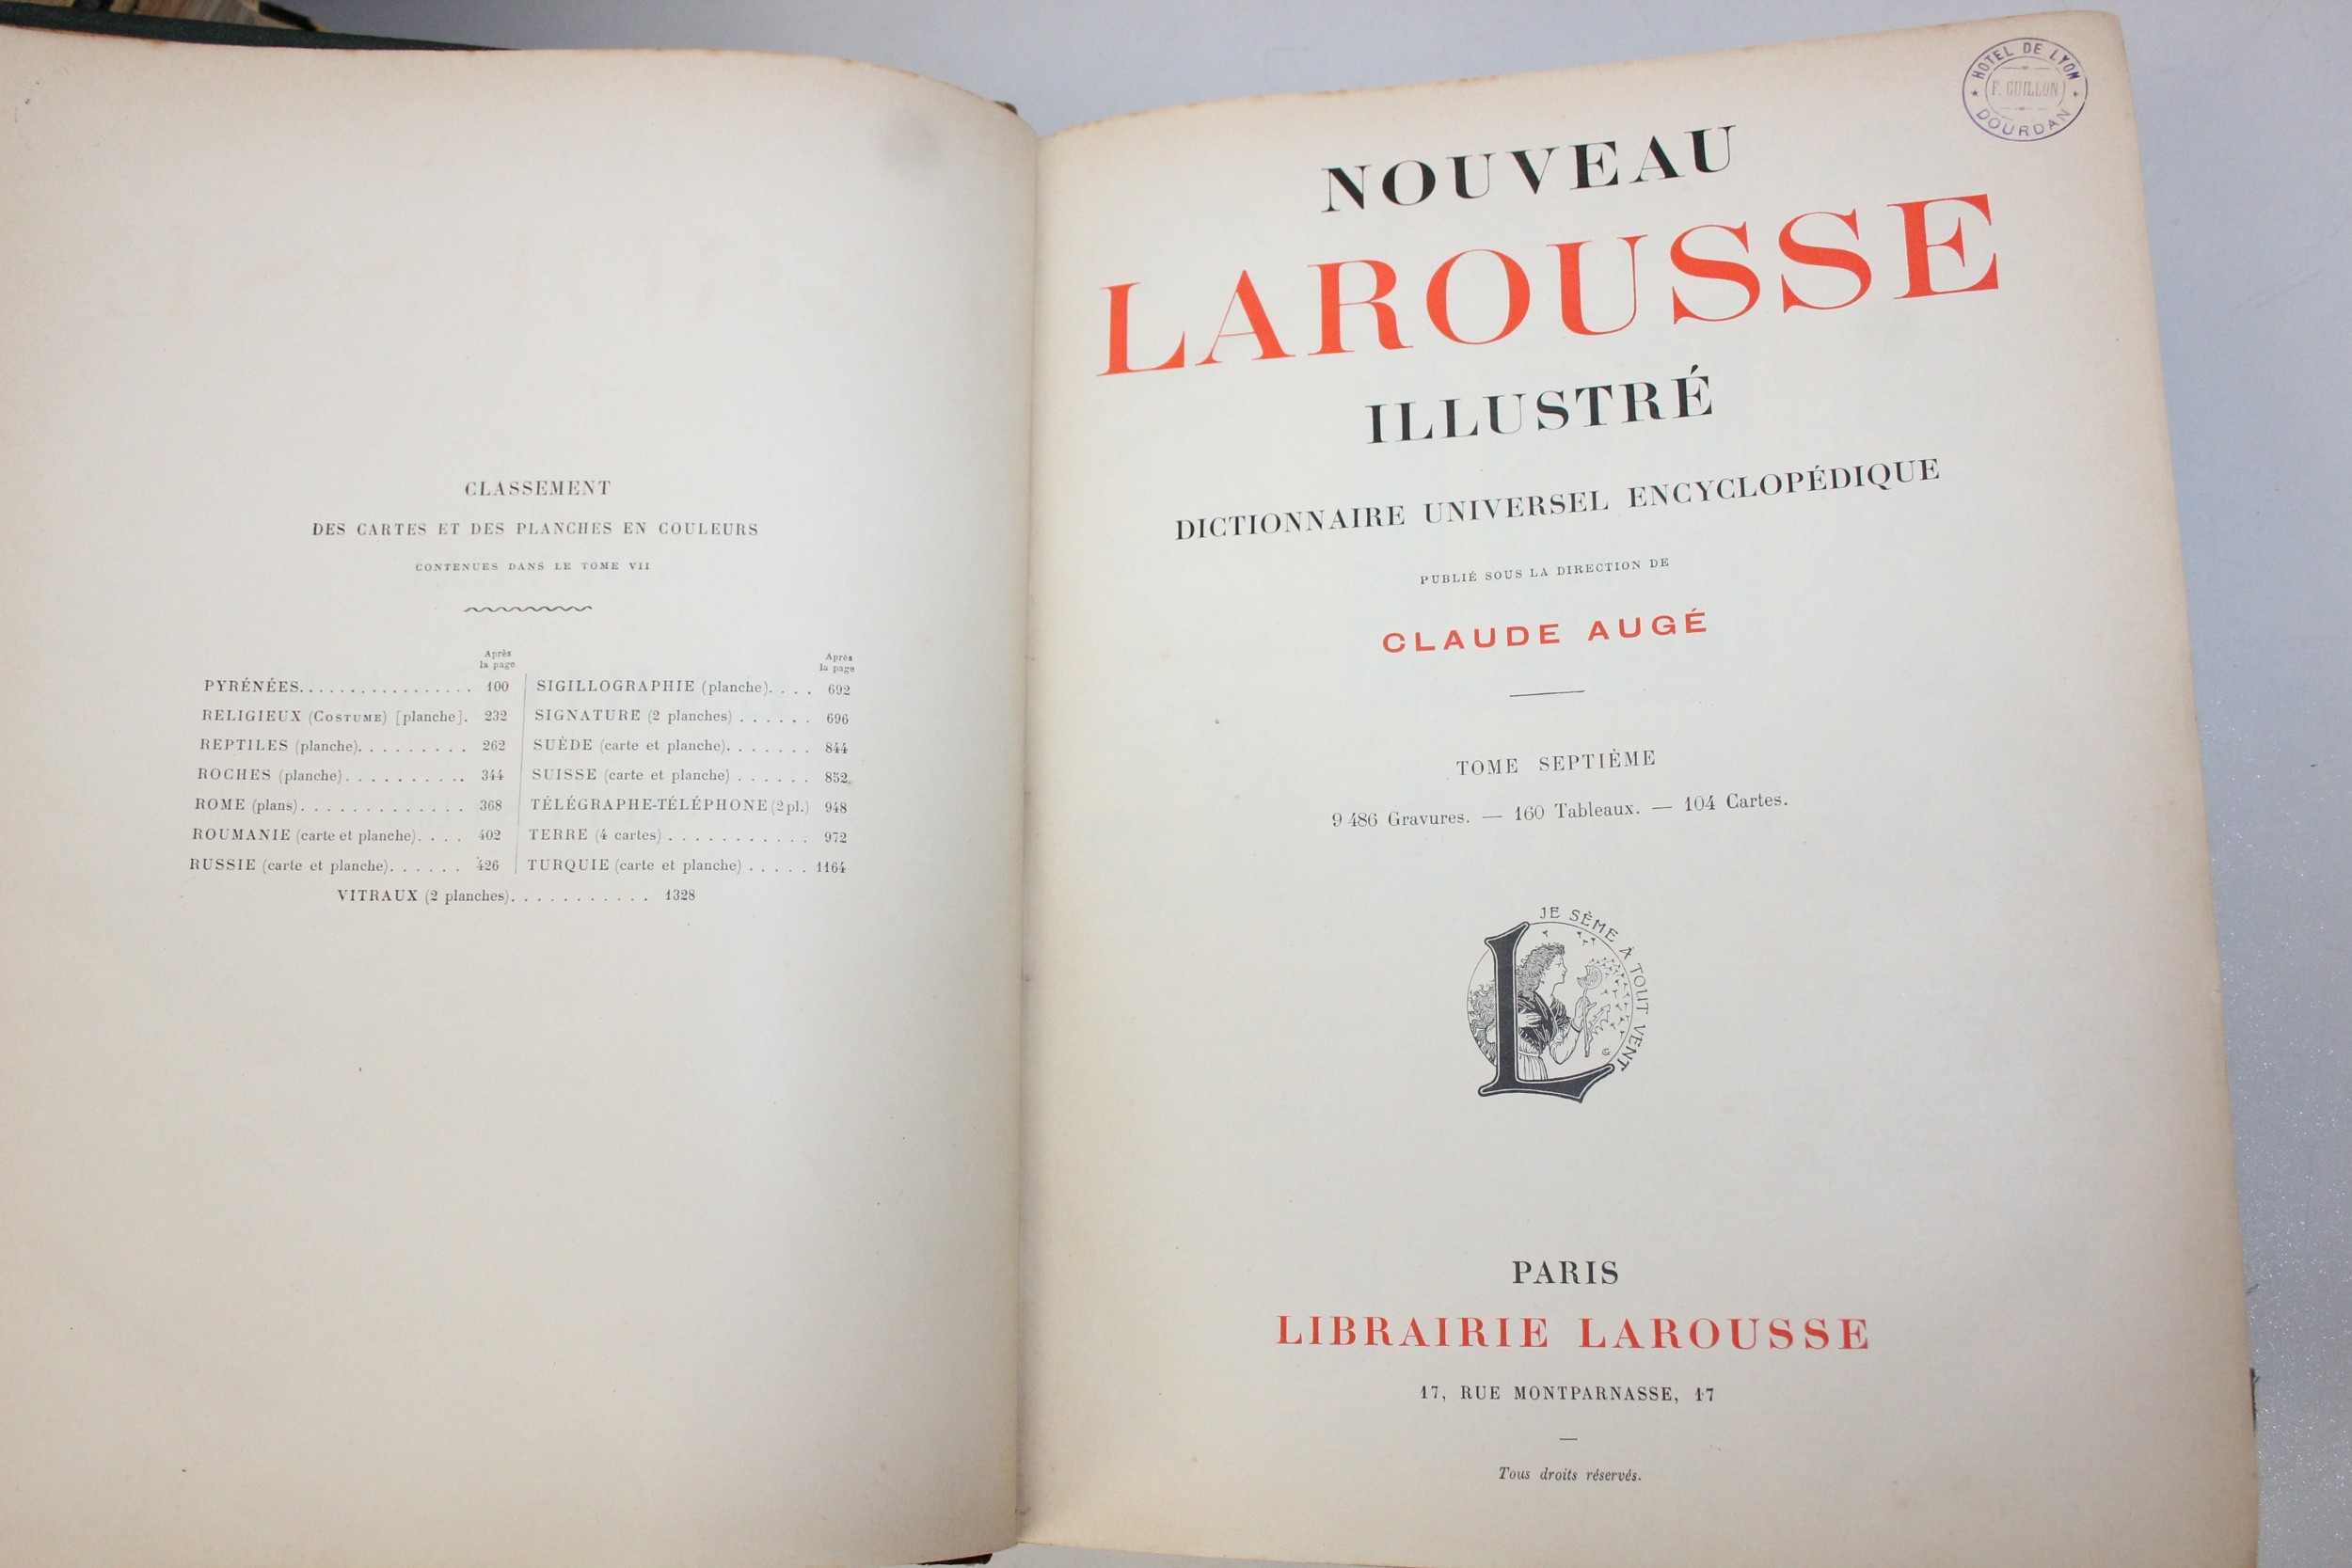 CLASSEMENT
DES CARTES ET DES PLANCHES EN COULEURS
CONTENUES DANS LE TOME VII
Après
la page
PYRÉNÉES. . . . . . . . . . . . . . . . . 100
RELIGIEUX (COSTUME) [planche]. 232
REPTILES (planche). . . . . . . . . 262
ROCHES (planche) . . . . . . . . . . 344
ROME (plans). . . . . . . . . . . . . 368
ROUMANIE (carte et planche). . . . 402
RUSSIE (carte et planche). . . . . . 426
Après
la page
SIGILLOGRAPHIE (planche). . . . 692
SIGNATURE (2 planches) . . . . . . 696
SUÈDE (carte et planche). . . . . . . 844
SUISSE (carte et planche) . . . . . . 852
TÉLÉGRAPHE-TÉLÉPHONE (2 pl.) 948
TERRE (4 cartes) . . . . . . . . . . . 972
TURQUIE (carte et planche) . . . . . 1164
VITRAUX (2 planches). . . . . . . . . . . 1328
HOTEL DE LYON
F. GUILLON
DOURDAN
NOUVEAU
LAROUSSE
ILLUSTRÉ
DICTIONNAIRE UNIVERSEL ENCYCLOPÉDIQUE
PUBLIÉ SOUS LA DIRECTION DE
CLAUDE AUGÉ
TOME SEPTIÈME
9 486 Gravures. — 160 Tableaux. — 104 Cartes.
JE SÈME À TOUT VENT
L
PARIS
LIBRAIRIE LAROUSSE
17, RUE MONTPARNASSE, 17
Tous droits réservés.